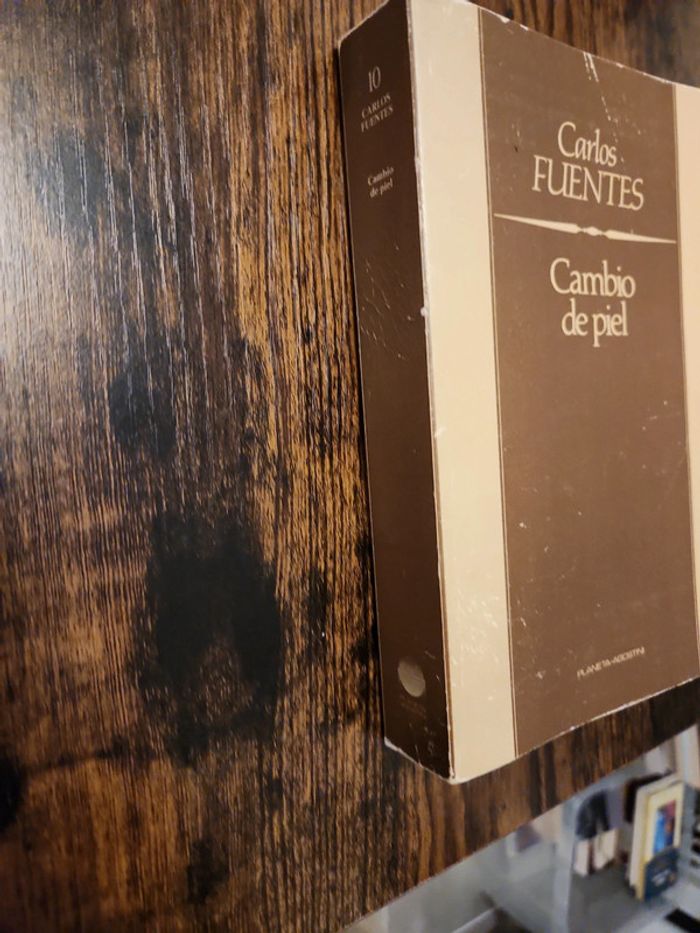 10
CARLOS
FUENTES
Cambio
de piel
Carlos
FUENTES
Cambio
de piel
PLANETA-AGOSTINI